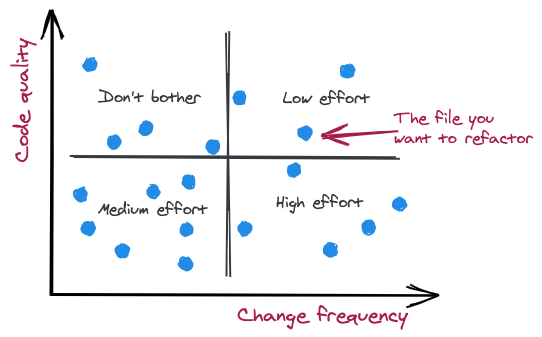 Code quality
Don't bother
Low effort
The file you
want to refactor
Medium effort
High effort
Change frequency